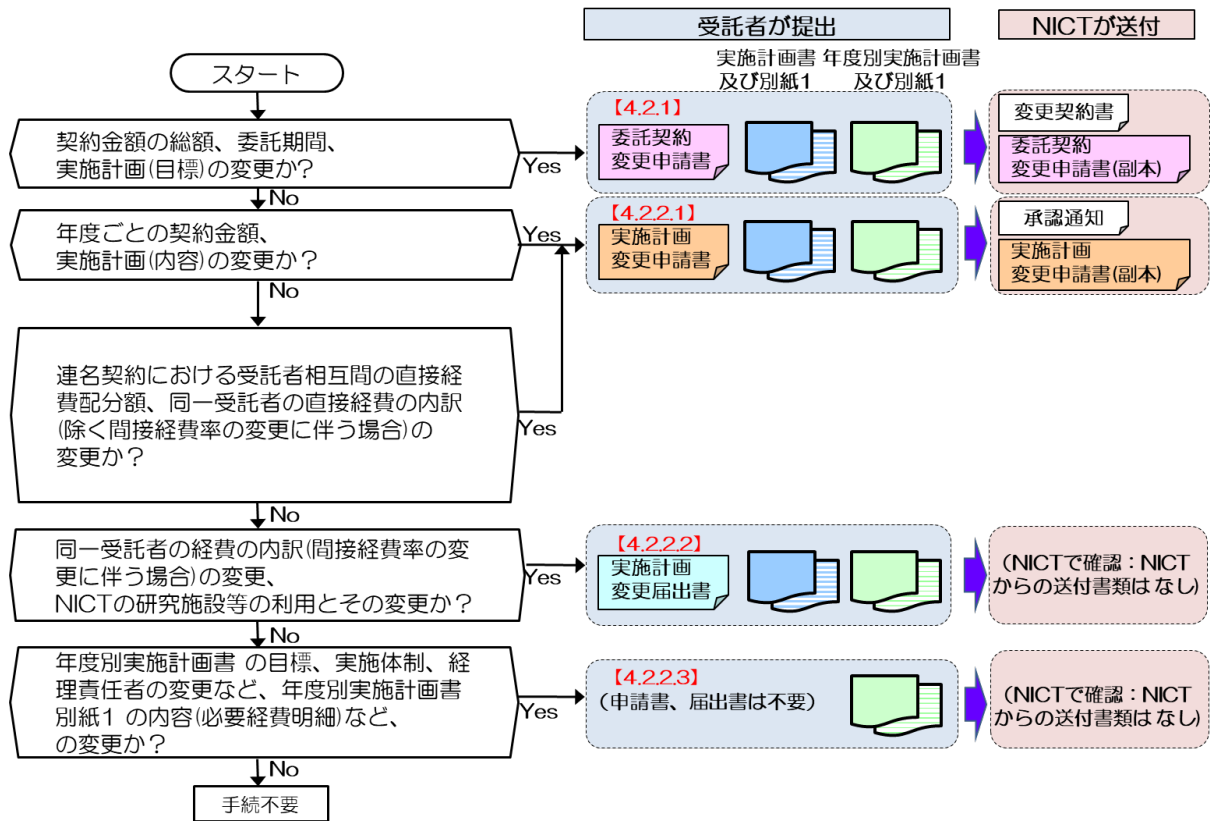 受託者が提出
NICTが送付
実施計画書
及び別紙1
年度別実施計画書
及び別紙1
スタート
契約金額の総額、委託期間、
実施計画(目標)の変更か?
Yes
No
【4.2.1】
委託契約
変更申請書
変更契約書
委託契約
変更申請書(副本)
年度ごとの契約金額、
実施計画(内容)の変更か?
Yes
No
【4.2.2.1】
実施計画
変更申請書
承認通知
実施計画
変更申請書(副本)
連名契約における受託者相互間の直接経
費配分額、同一受託者の直接経費の内訳
(除く間接経費率の変更に伴う場合)の
変更か?
Yes
No
同一受託者の経費の内訳(間接経費率の変
更に伴う場合)の変更、
NICTの研究施設等の利用とその変更か?
Yes
No
【4.2.2.2】
実施計画
変更届出書
(NICTで確認:NICT
からの送付書類はなし)
年度別実施計画書 の目標、実施体制、経
理責任者の変更など、年度別実施計画書
別紙1 の内容(必要経費明細)など、
の変更か?
Yes
No
【4.2.2.3】
(申請書、届出書は不要)
(NICTで確認:NICT
からの送付書類はなし)
手続不要